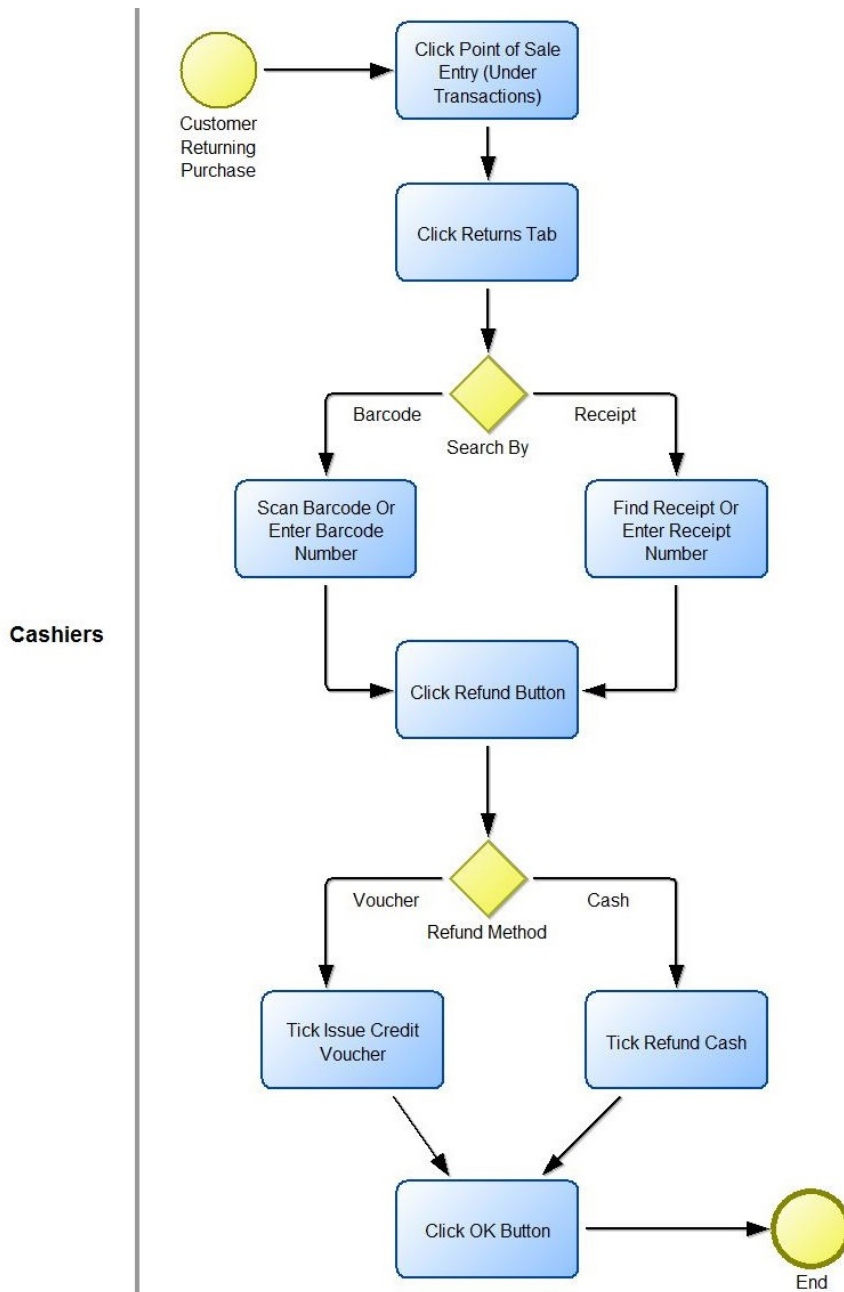 Click Point of Sale
Entry (Under
Transactions)
Customer
Returning
Purchase
Click Returns Tab
Barcode
Receipt
Search By
Scan Barcode Or
Enter Barcode
Number
Find Receipt Or
Enter Receipt
Number
Cashiers
Click Refund Button
Voucher
Cash
Refund Method
Tick Issue Credit
Voucher
Tick Refund Cash
Click OK Button
End